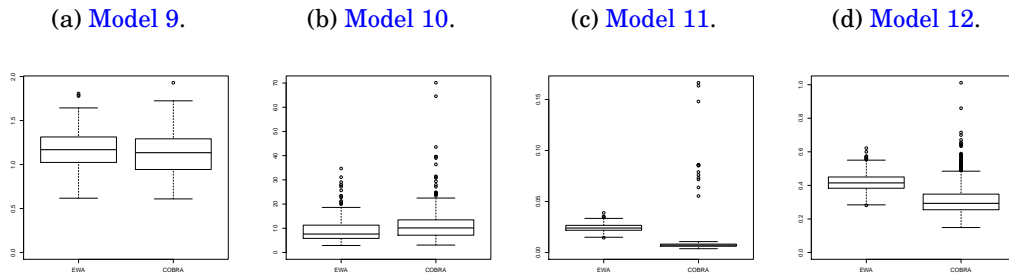 (a) Model 9.
(b) Model 10.
(c) Model 11.
(d) Model 12.
2.0
1.5
1.0
0.5
0.0
EWA
COBRA
70
60
50
40
30
20
10
0
EWA
COBRA
0.15
0.10
0.05
0.00
EWA
COBRA
1.0
0.8
0.6
0.4
0.2
0.0
EWA
COBRA